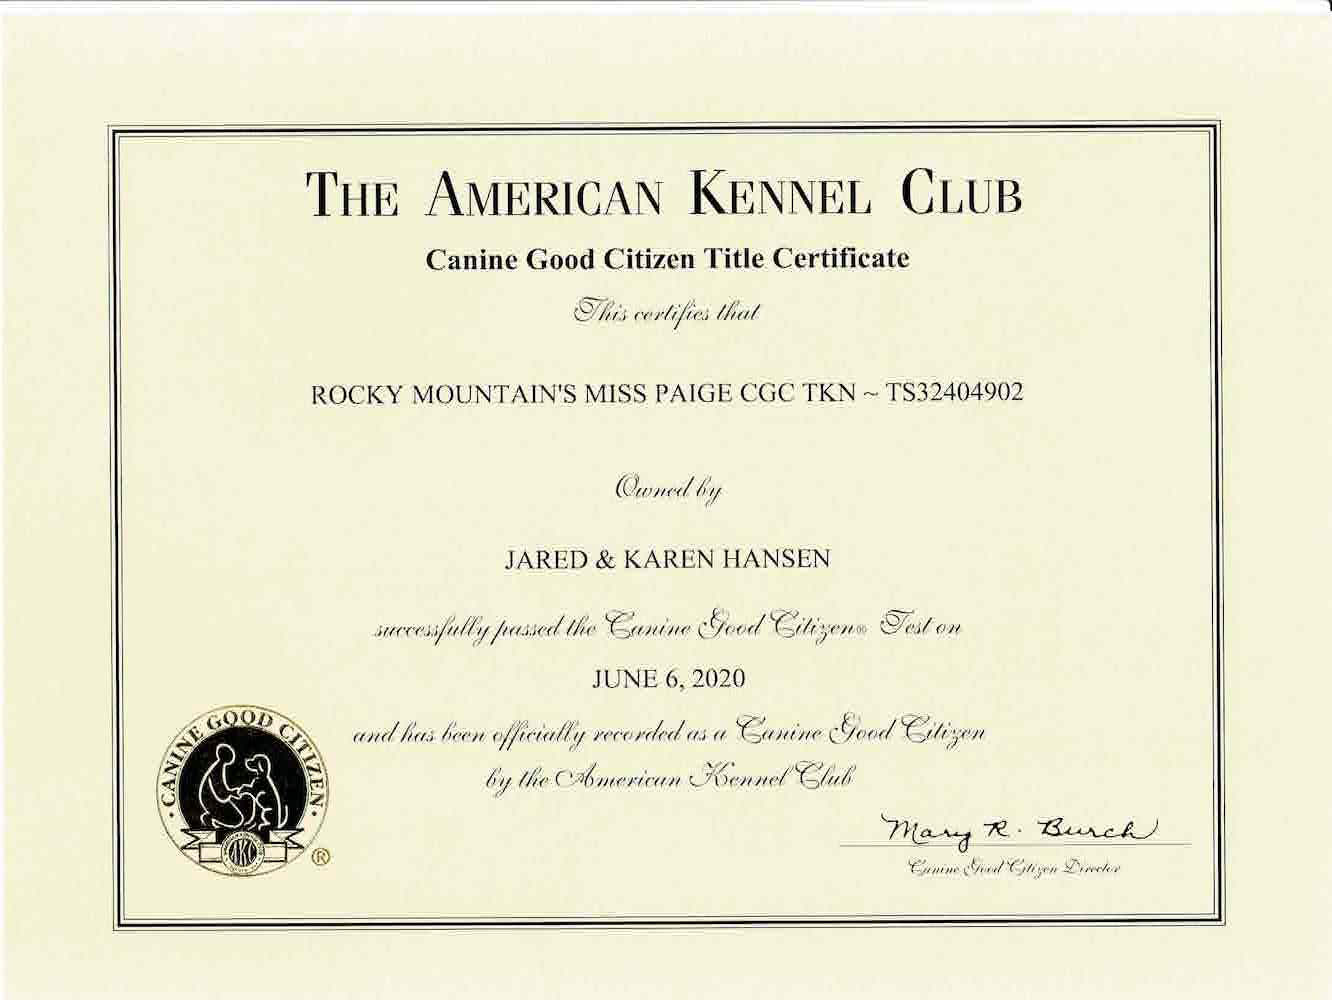 THE AMERICAN KENNEL CLUB
Canine Good Citizen Title Certificate
This certifies that
ROCKY MOUNTAIN'S MISS PAIGE CGC TKN ~ TS32404902
Owned by
JARED & KAREN HANSEN
successfully passed the Canine Good Citizen® Test on
JUNE 6, 2020
and has been officially recorded as a Canine Good Citizen
by the American Kennel Club
CANINE GOOD CITIZEN
AKC
®
Mary R. Burch
Canine Good Citizen Director